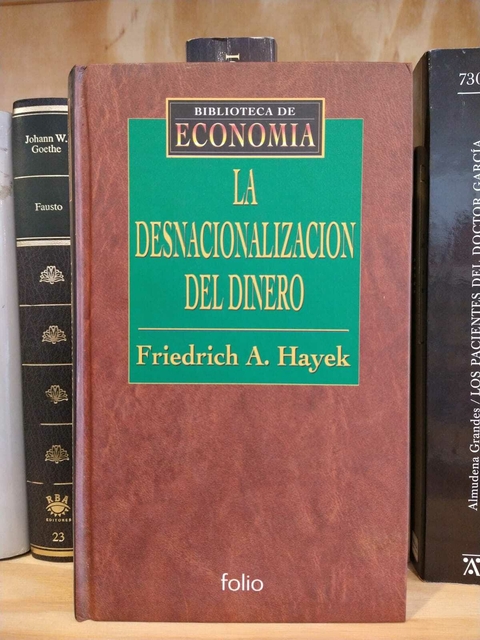 BIBLIOTECA DE
ECONOMIA
LA
DESNACIONALIZACION
DEL DINERO
Friedrich A. Hayek
folio
Johann W.
Goethe
Fausto
RBA
EDITORES
23
730
Almudena Grandes / LOS PACIENTES DEL DOCTOR GARCÍA